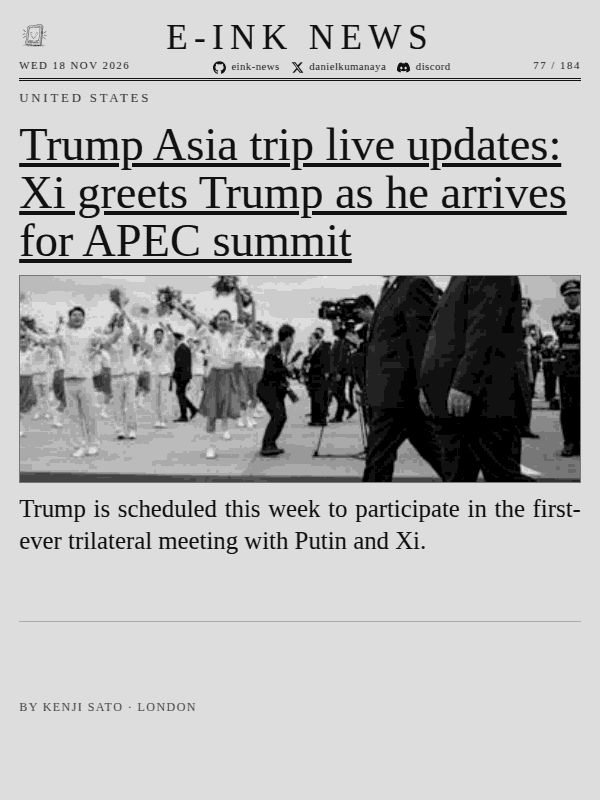 E-INK NEWS
WED 18 NOV 2026
eink-news
danielkumanaya
discord
77 / 184
UNITED STATES
Trump Asia trip live updates:
Xi greets Trump as he arrives
for APEC summit
Trump is scheduled this week to participate in the first-
ever trilateral meeting with Putin and Xi.
BY KENJI SATO · LONDON